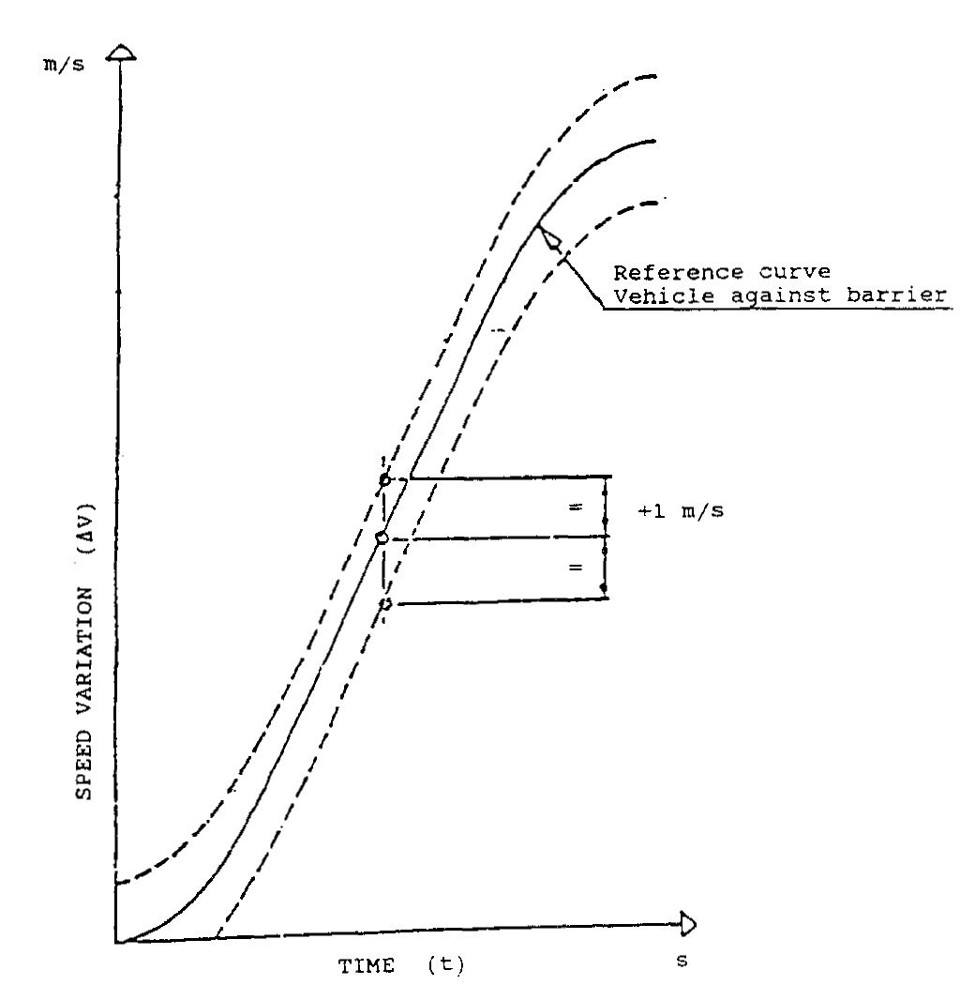 m/s
Reference curve
Vehicle against barrier
=
+1 m/s
=
SPEED VARIATION (ΔV)
TIME (t)
s